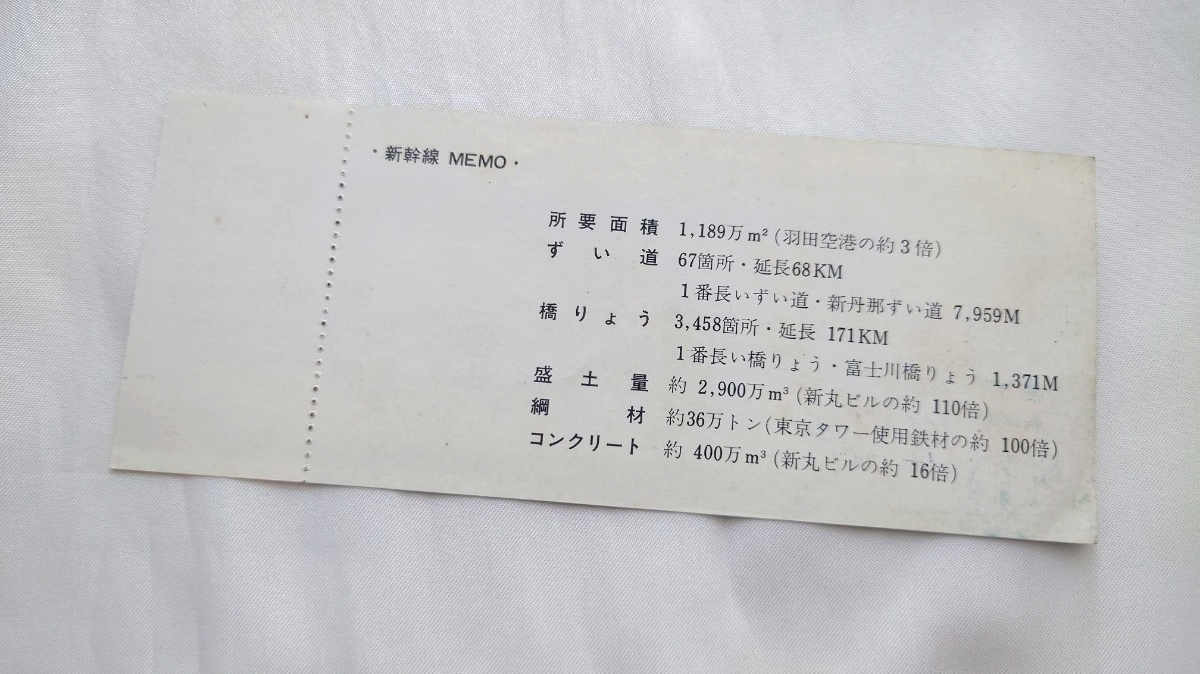 ・新幹線 MEMO・
所要面積 1,189万m²(羽田空港の約3倍)
ずい道 67箇所・延長68KM
1番長いずい道・新丹那ずい道 7,959M
橋りょう 3,458箇所・延長 171KM
1番長い橋りょう・富士川橋りょう 1,371M
盛土量 約 2,900万m³(新丸ビルの約 110倍)
綱材 約36万トン(東京タワー使用鉄材の約 100倍)
コンクリート 約 400万m³(新丸ビルの約 16倍)